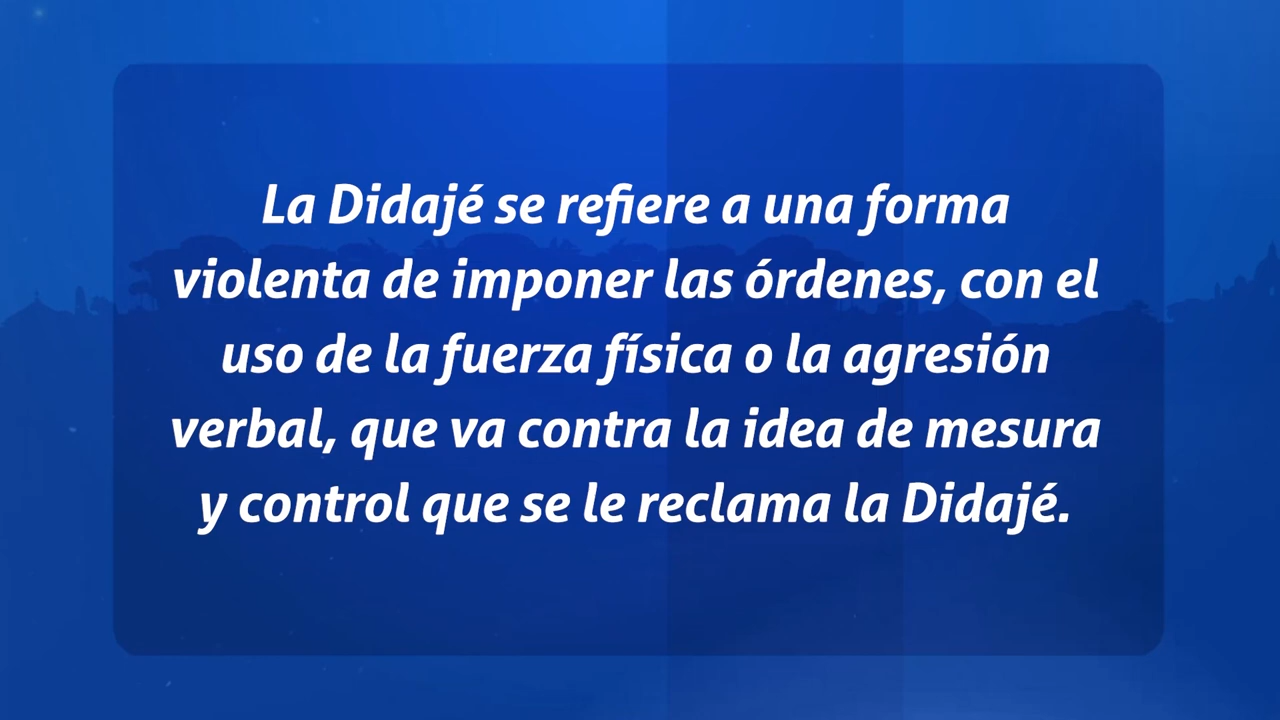 La Didajé se refiere a una forma
violenta de imponer las órdenes, con el
uso de la fuerza física o la agresión
verbal, que va contra la idea de mesura
y control que se le reclama la Didajé.